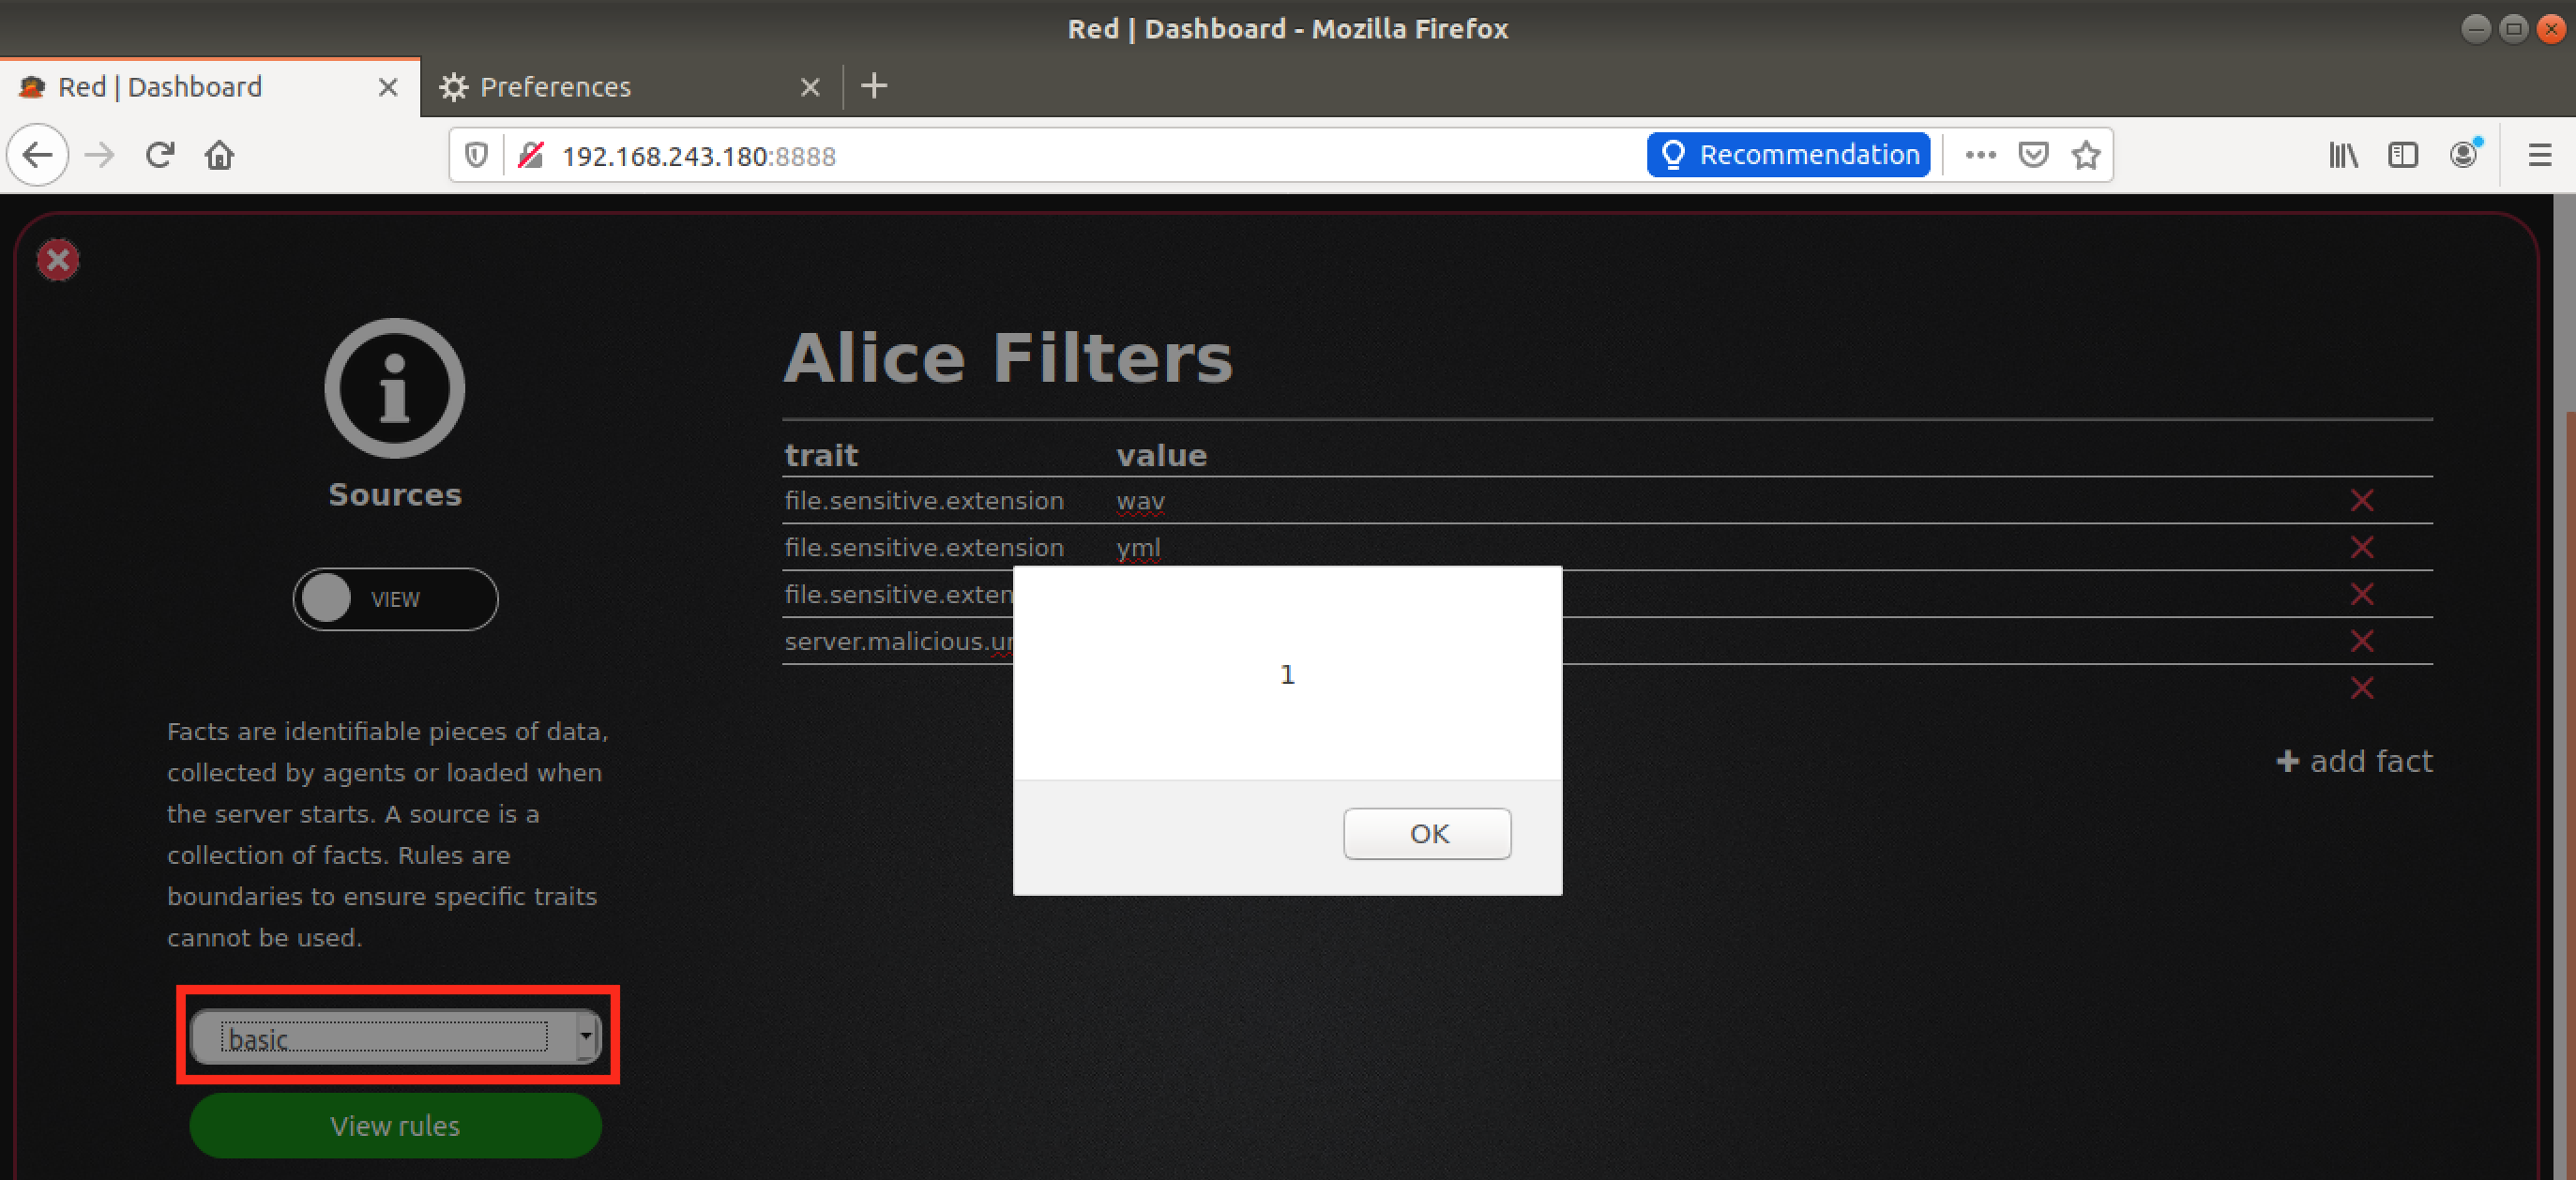 Red | Dashboard - Mozilla Firefox
Red | Dashboard
Preferences
192.168.243.180:8888
Recommendation
Sources
VIEW
Facts are identifiable pieces of data,
collected by agents or loaded when
the server starts. A source is a
collection of facts. Rules are
boundaries to ensure specific traits
cannot be used.
basic
View rules
Alice Filters
trait value
file.sensitive.extension wav
file.sensitive.extension yml
file.sensitive.exten
server.malicious.ur
+ add fact
1
OK